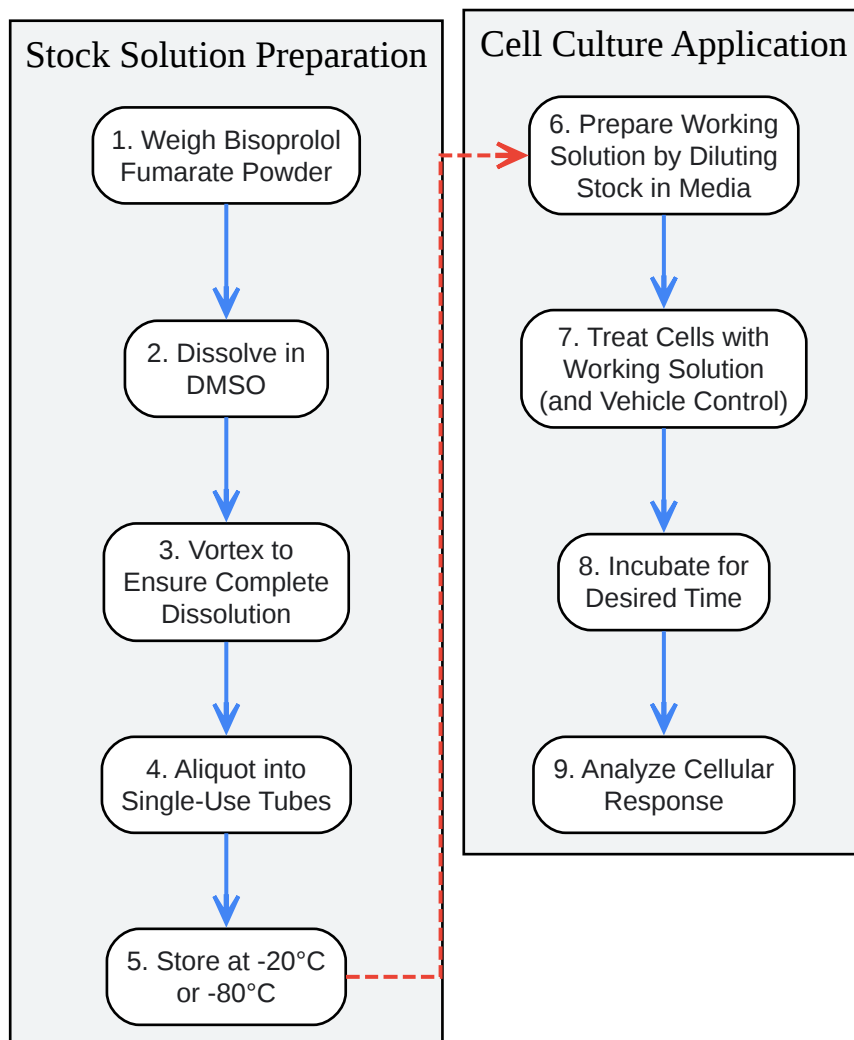 Stock Solution Preparation
1. Weigh Bisoprolol
Fumarate Powder
2. Dissolve in
DMSO
3. Vortex to
Ensure Complete
Dissolution
4. Aliquot into
Single-Use Tubes
5. Store at -20°C
or -80°C
Cell Culture Application
6. Prepare Working
Solution by Diluting
Stock in Media
7. Treat Cells with
Working Solution
(and Vehicle Control)
8. Incubate for
Desired Time
9. Analyze Cellular
Response